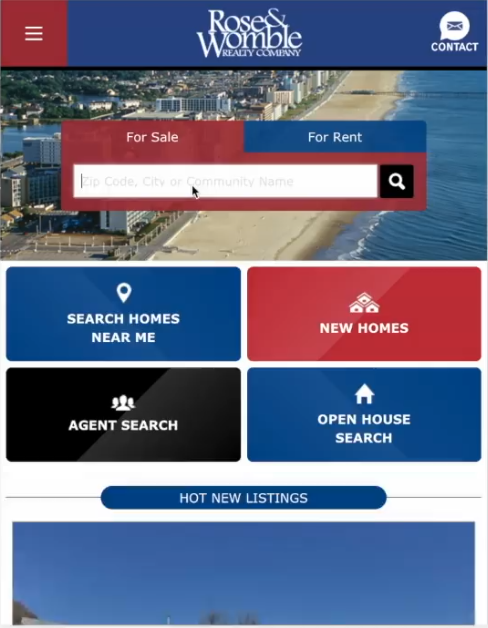 Rose&
Womble
REALTY COMPANY
CONTACT
For Sale
For Rent
Zip Code, City or Community Name
SEARCH HOMES
NEAR ME
NEW HOMES
AGENT SEARCH
OPEN HOUSE
SEARCH
HOT NEW LISTINGS